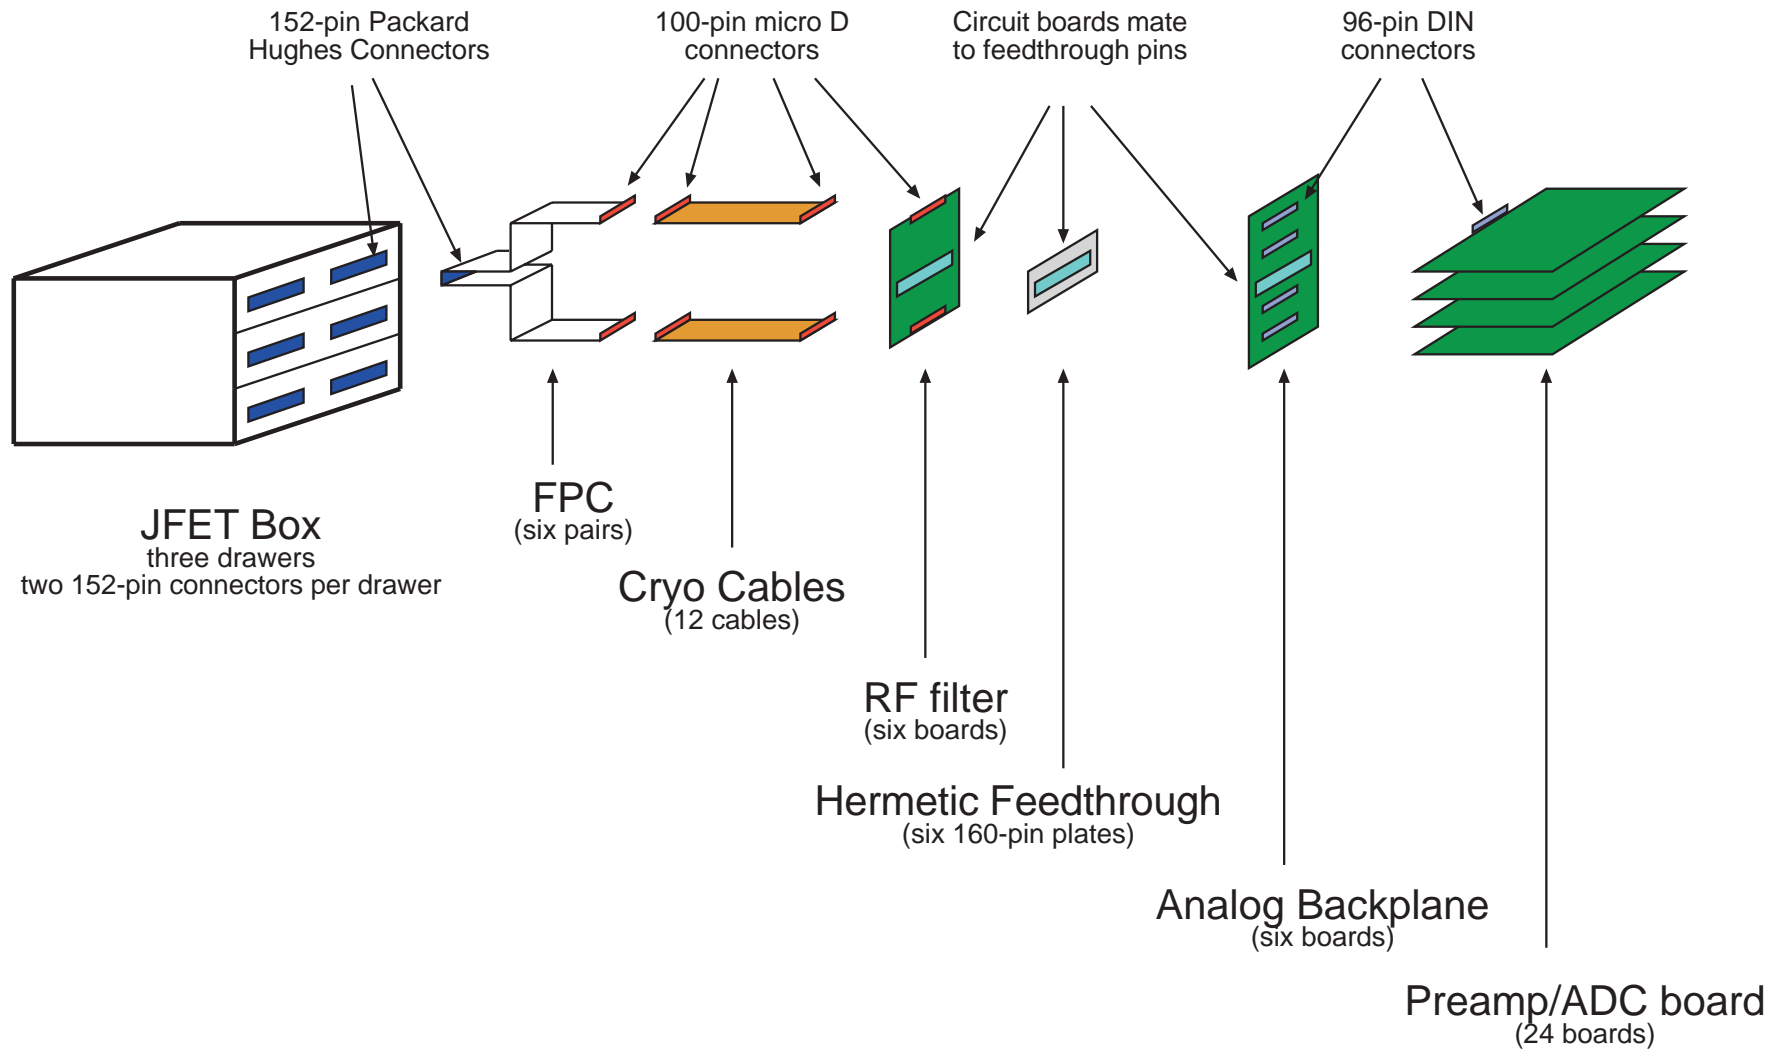 152-pin Packard
Hughes Connectors
100-pin micro D
connectors
Circuit boards mate
to feedthrough pins
96-pin DIN
connectors
JFET Box
three drawers
two 152-pin connectors per drawer
FPC
(six pairs)
Cryo Cables
(12 cables)
RF filter
(six boards)
Hermetic Feedthrough
(six 160-pin plates)
Analog Backplane
(six boards)
Preamp/ADC board
(24 boards)